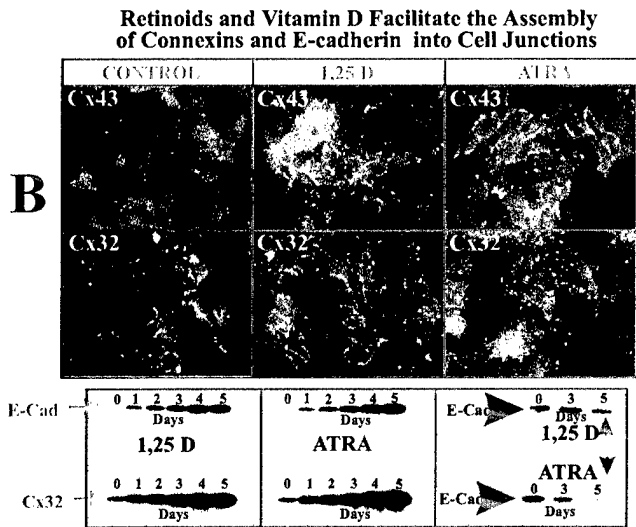 Retinoids and Vitamin D Facilitate the Assembly
of Connexins and E-cadherin into Cell Junctions
CONTROL 1,25 D ATRA
Cx43 Cx43 Cx43
B
Cx32 Cx32 Cx32
E-Cad 0 1 2 3 4 5 0 1 2 3 4 5 E-Cad 0 3 5
Days Days Days
1,25 D ATRA 1,25 D
ATRA
Cx32 0 1 2 3 4 5 0 1 2 3 4 5 E-Cad 0 3 5
Days Days Days